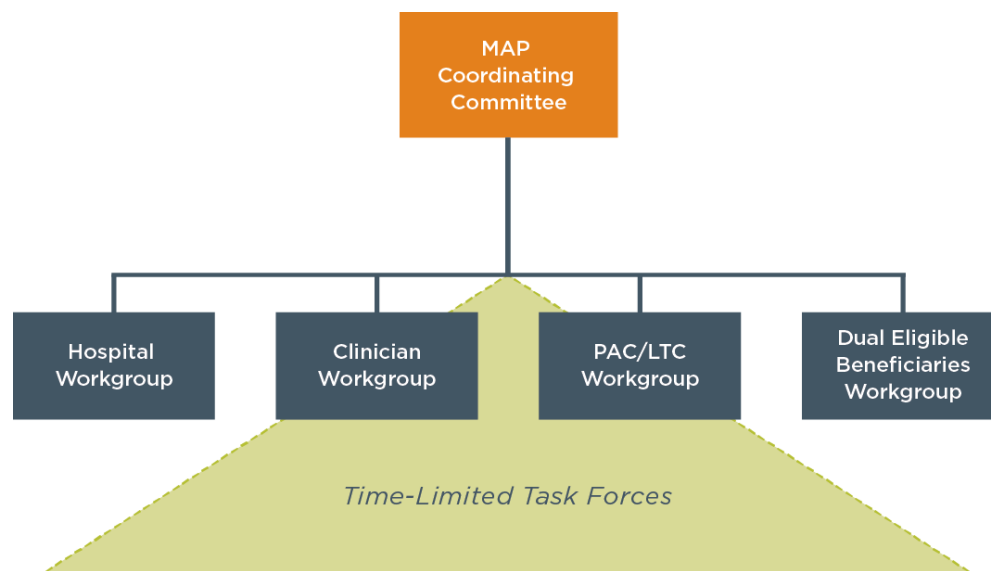 MAP
Coordinating
Committee
Hospital
Workgroup
Clinician
Workgroup
PAC/LTC
Workgroup
Dual Eligible
Beneficiaries
Workgroup
Time-Limited Task Forces